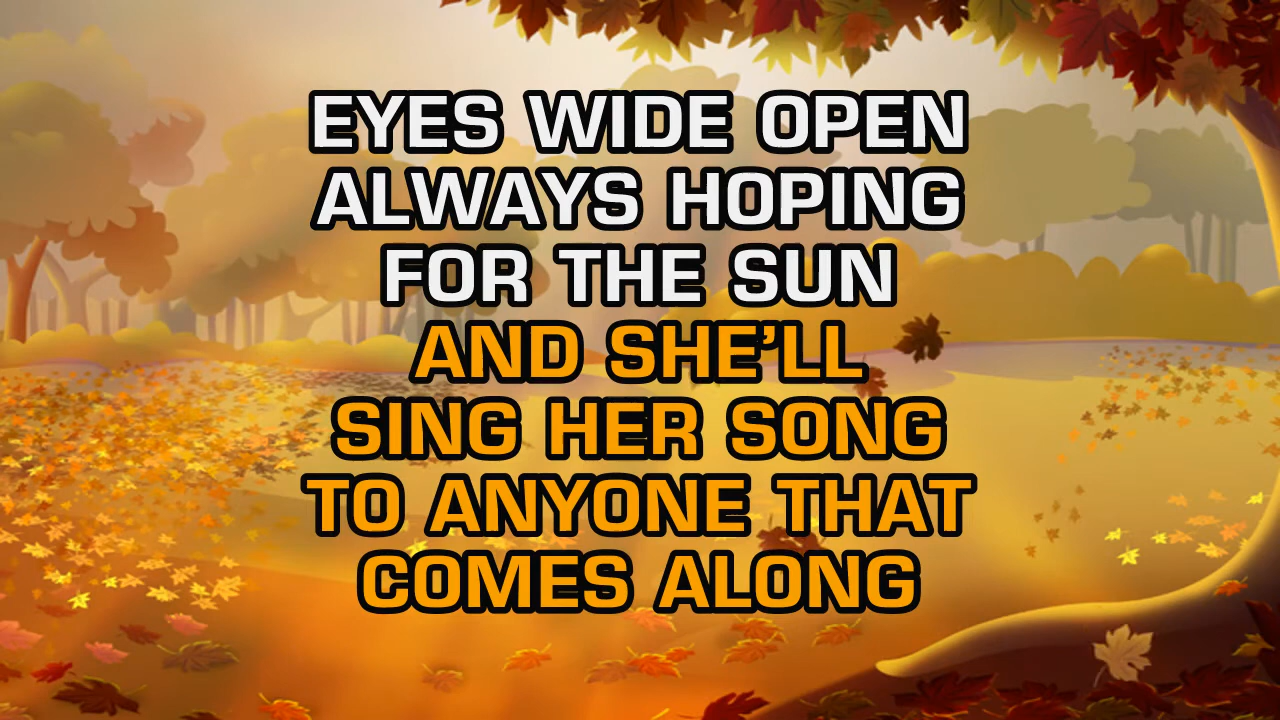 EYES WIDE OPEN
ALWAYS HOPING
FOR THE SUN
AND SHE'LL
SING HER SONG
TO ANYONE THAT
COMES ALONG